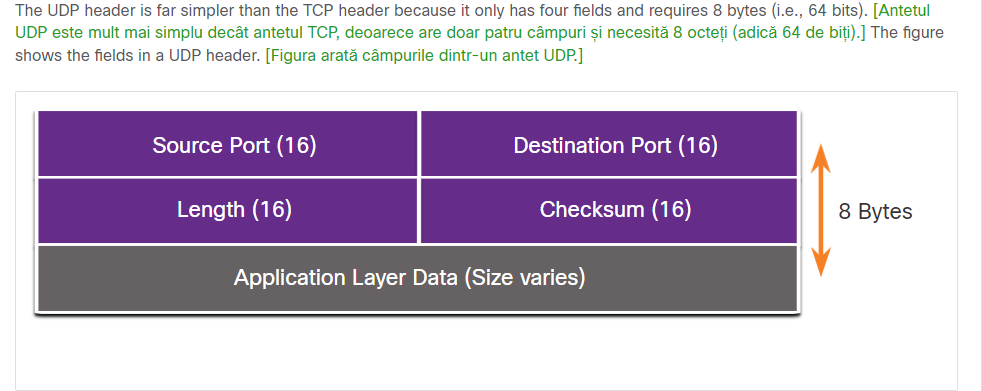 The UDP header is far simpler than the TCP header because it only has four fields and requires 8 bytes (i.e., 64 bits). [Antetul
UDP este mult mai simplu decât antetul TCP, deoarece are doar patru câmpuri și necesită 8 octeți (adică 64 de biți).] The figure
shows the fields in a UDP header. [Figura arată câmpurile dintr-un antet UDP.]
Source Port (16)
Destination Port (16)
Length (16)
Checksum (16)
8 Bytes
Application Layer Data (Size varies)